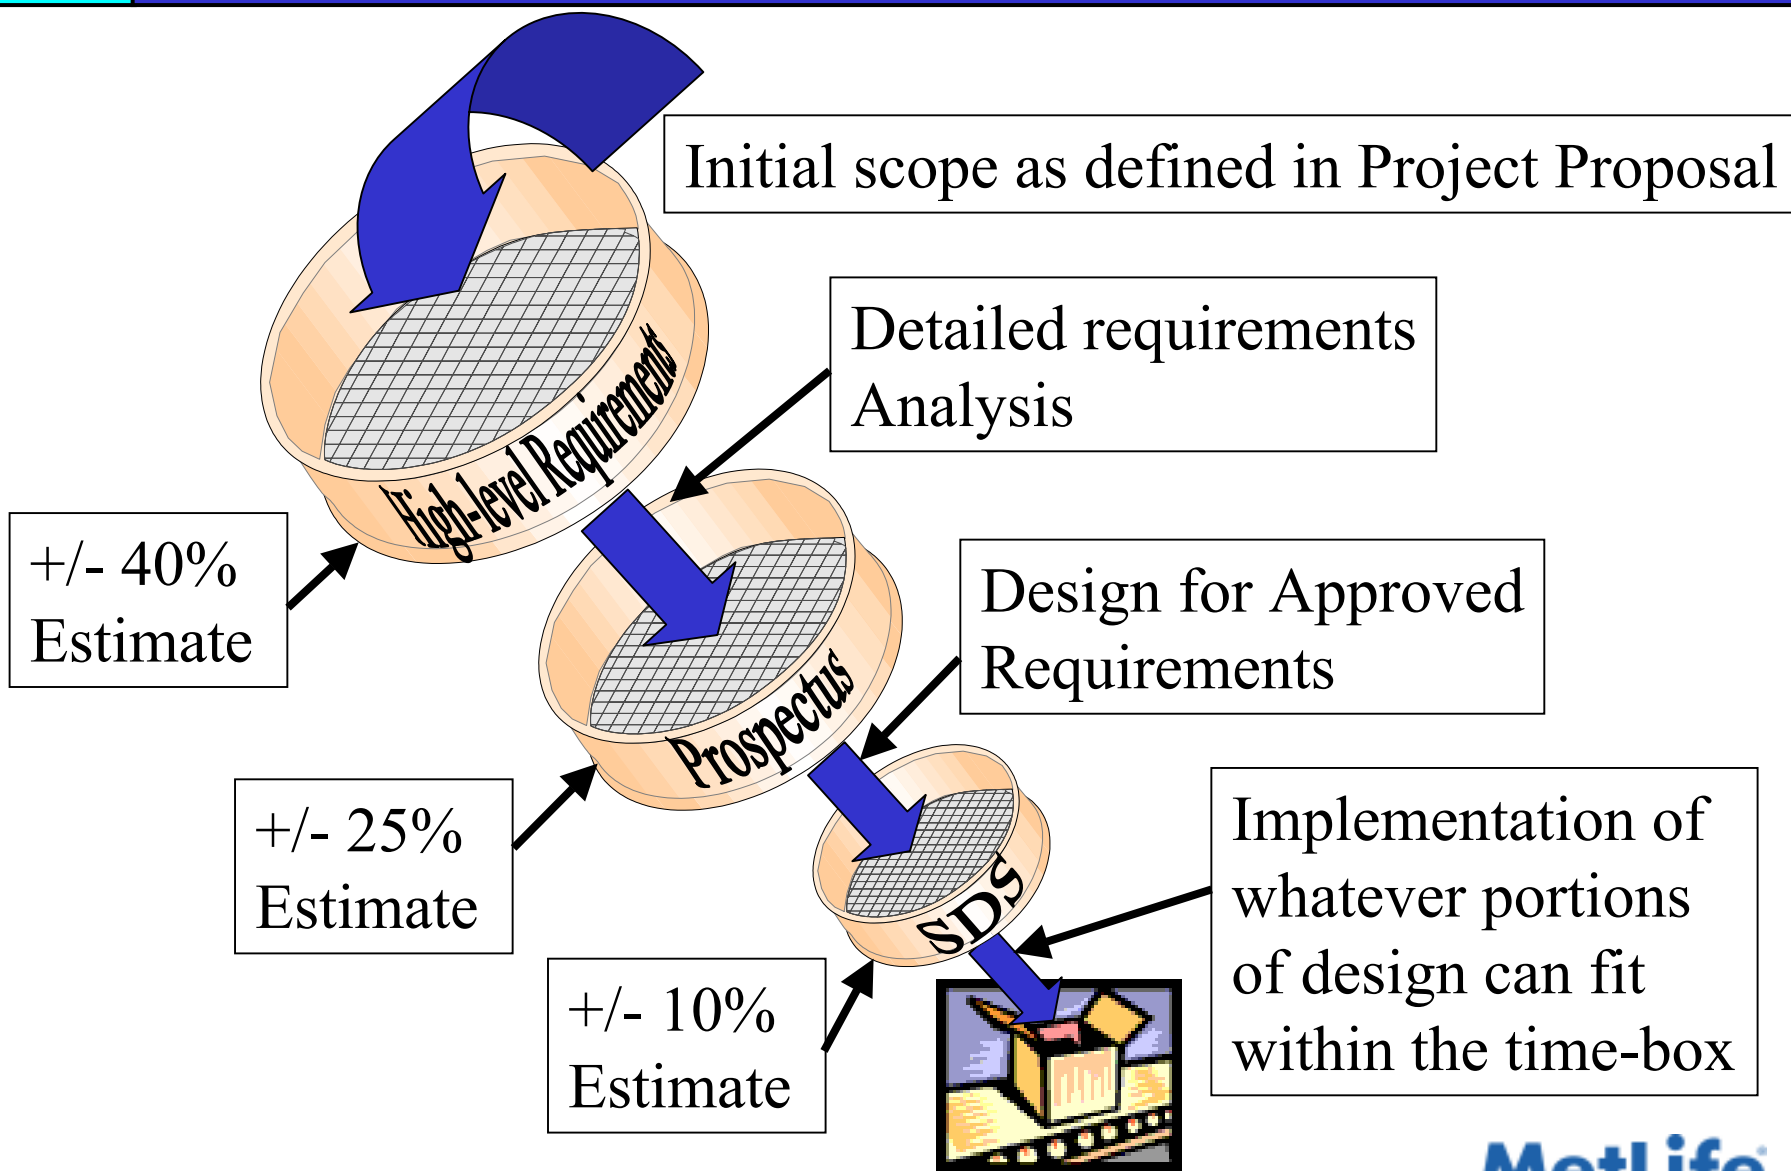 Initial scope as defined in Project Proposal
High-level Requirements
Detailed requirements
Analysis
+/- 40%
Estimate
Prospectus
Design for Approved
Requirements
+/- 25%
Estimate
SDS
Implementation of
whatever portions
of design can fit
within the time-box
+/- 10%
Estimate
MetLife